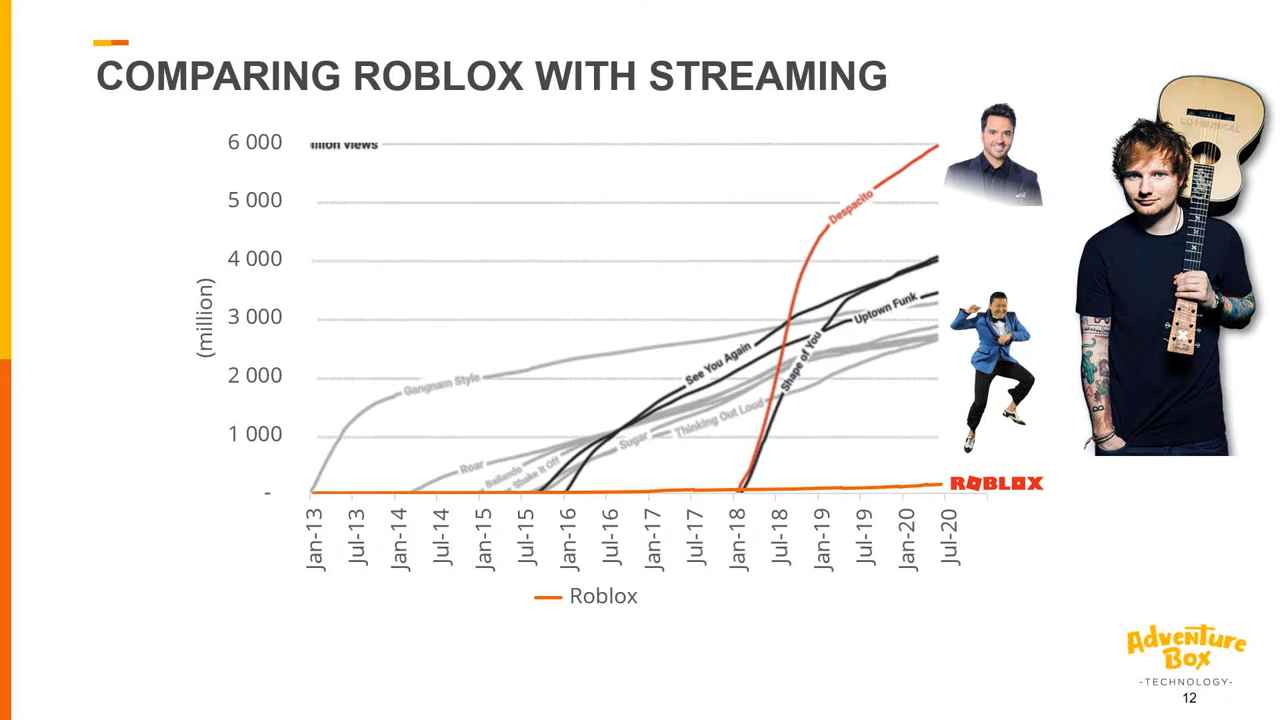 COMPARING ROBLOX WITH STREAMING
6 000
5 000
4 000
3 000
2 000
1 000
-
(million)
views
Despacito
Uptown Funk
See You Again
Shape of You
Gangnam Style
Thinking Out Loud
Sugar
Roar
Bailando
Shake It Off
ROBLOX
Jan-13
Jul-13
Jan-14
Jul-14
Jan-15
Jul-15
Jan-16
Jul-16
Jan-17
Jul-17
Jan-18
Jul-18
Jan-19
Jul-19
Jan-20
Jul-20
Roblox
Adventure
Box
-TECHNOLOGY-
12